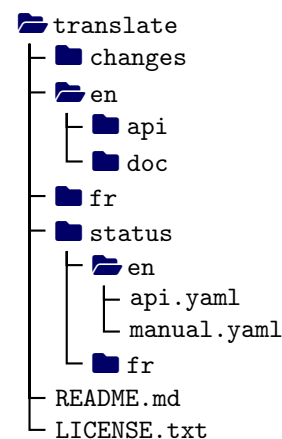 translate
changes
en
api
doc
fr
status
en
api.yaml
manual.yaml
fr
README.md
LICENSE.txt